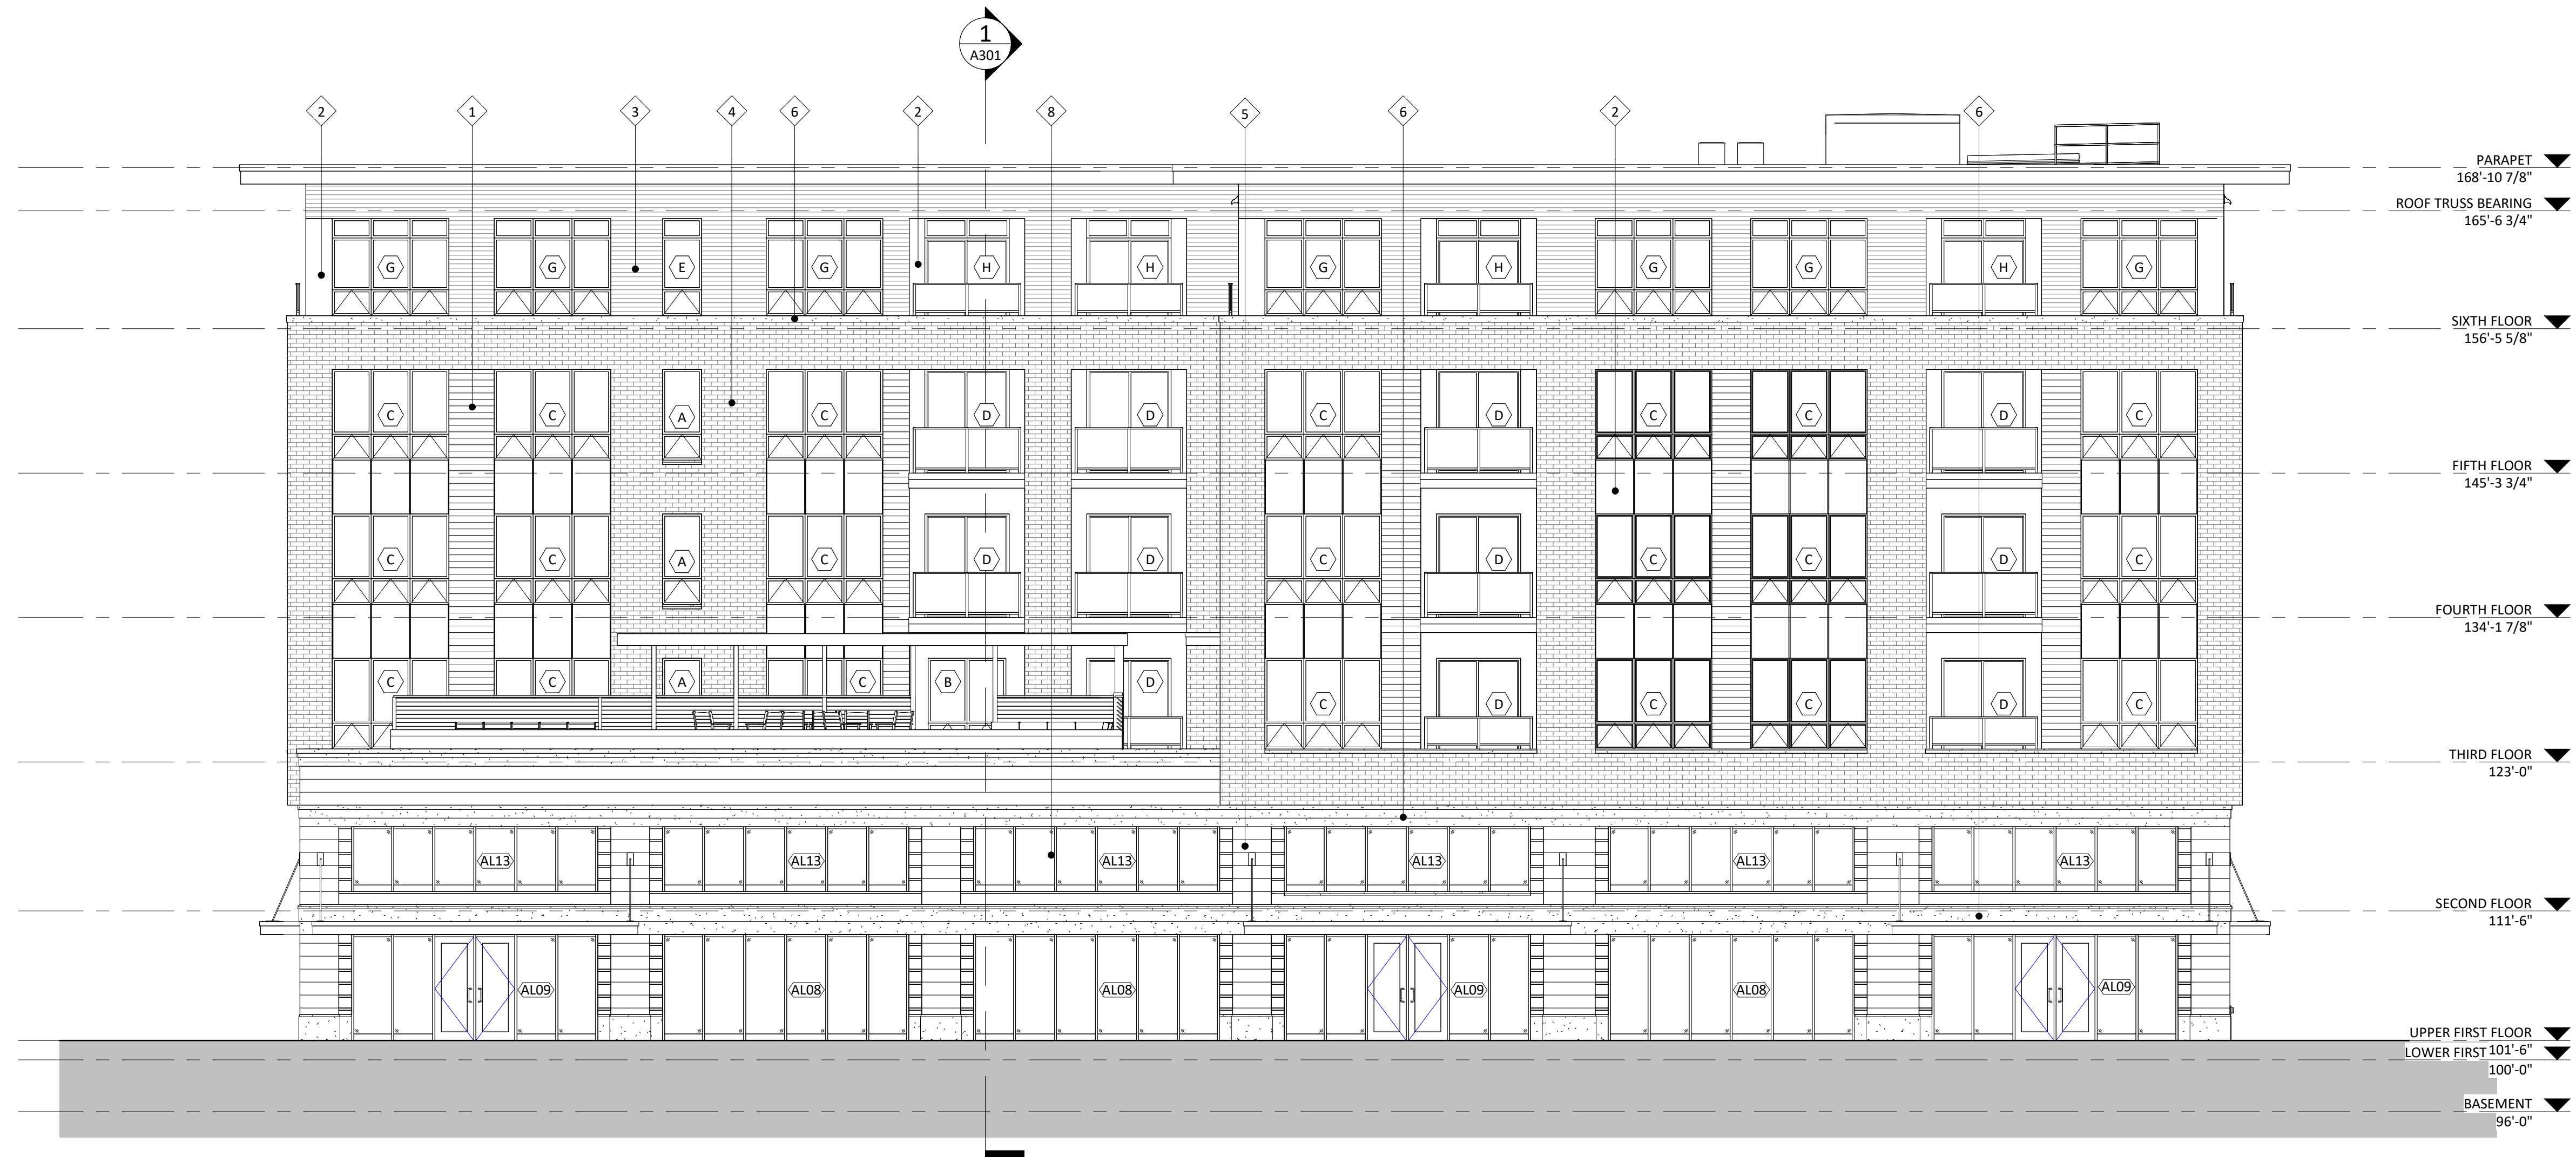 1
A301
2
1
3
4
6
2
8
5
6
2
6
PARAPET
168'-10 7/8"
ROOF TRUSS BEARING
165'-6 3/4"
G
G
E
G
H
H
G
H
G
G
H
G
SIXTH FLOOR
156'-5 5/8"
C
C
A
C
D
D
C
D
C
C
D
C
FIFTH FLOOR
145'-3 3/4"
C
C
A
C
D
D
C
D
C
C
D
C
FOURTH FLOOR
134'-1 7/8"
C
C
A
C
B
D
C
D
C
C
D
C
THIRD FLOOR
123'-0"
AL13
AL13
AL13
AL13
AL13
AL13
SECOND FLOOR
111'-6"
AL09
AL08
AL08
AL09
AL08
AL09
UPPER FIRST FLOOR
101'-6"
LOWER FIRST
100'-0"
BASEMENT
96'-0"